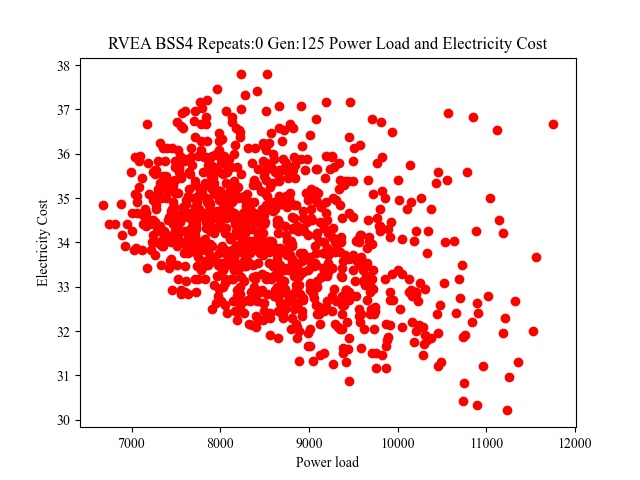 RVEA BSS4 Repeats:0 Gen:125 Power Load and Electricity Cost
38
37
36
35
34
33
32
31
30
Electricity Cost
7000 8000 9000 10000 11000 12000
Power load